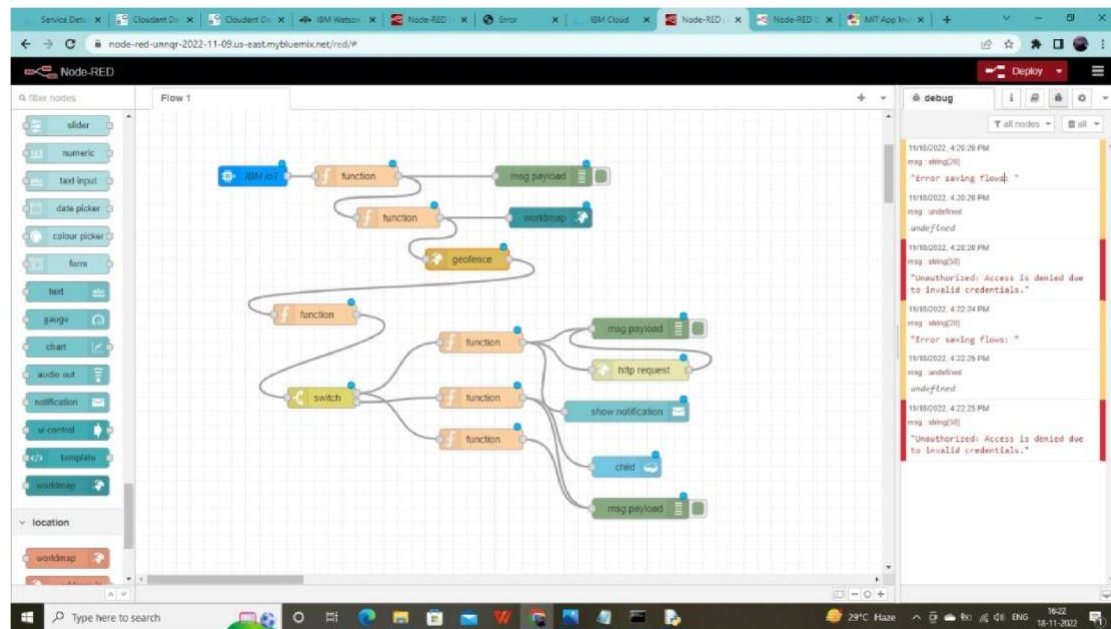 Service Deta
Cloudant Da
Cloudant Da
IBM Watson
Node-RED
Error
IBM Cloud
Node-RED
Node-RED
MIT App Inv
node-red-unnqr-2022-11-09.us-east.mybluemix.net/red/#
Node-RED
Deploy
filter nodes
Flow 1
debug
all nodes
all
slider
numeric
text input
date picker
colour picker
form
text
gauge
chart
audio out
notification
ui control
template
worldmap
location
worldmap
IBM IoT
function
msg.payload
function
worldmap
geofence
function
function
msg.payload
http request
switch
function
show notification
function
child
msg.payload
11/18/2022, 4:20:26 PM
msg : string[20]
"Error saving flows: "
11/18/2022, 4:20:26 PM
msg : undefined
undefined
11/18/2022, 4:20:26 PM
msg : string[58]
"Unauthorized: Access is denied due
to invalid credentials."
11/18/2022, 4:22:24 PM
msg : string[20]
"Error saving flows: "
11/18/2022, 4:22:25 PM
msg : undefined
undefined
11/18/2022, 4:22:25 PM
msg : string[58]
"Unauthorized: Access is denied due
to invalid credentials."
Type here to search
29°C Haze
ENG
16:22
18-11-2022